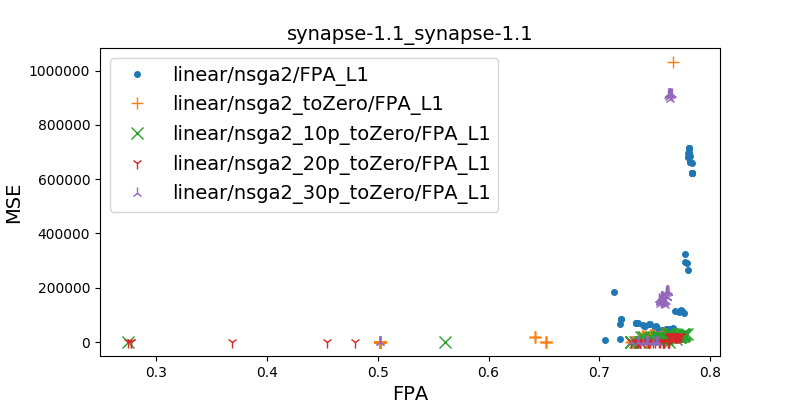 synapse-1.1_synapse-1.1
linear/nsga2/FPA_L1
linear/nsga2_toZero/FPA_L1
linear/nsga2_10p_toZero/FPA_L1
linear/nsga2_20p_toZero/FPA_L1
linear/nsga2_30p_toZero/FPA_L1
MSE
1000000
800000
600000
400000
200000
0
0.3 0.4 0.5 0.6 0.7 0.8
FPA